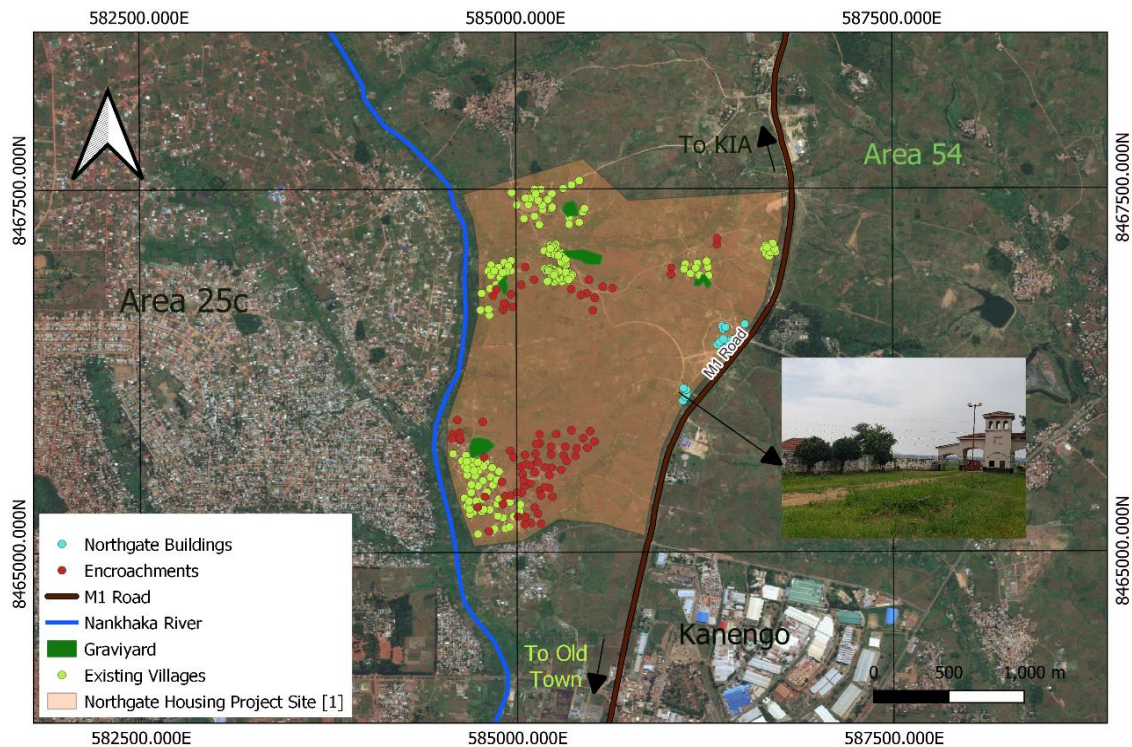 582500.000E
585000.000E
587500.000E
8467500.000N
8467500.000N
To KIA
Area 54
Area 25c
M1 Road
8465000.000N
8465000.000N
Northgate Buildings
Encroachments
M1 Road
Nankhaka River
Graviyard
Existing Villages
Northgate Housing Project Site [1]
To Old
Town
Kanengo
0 500 1,000 m
582500.000E
585000.000E
587500.000E